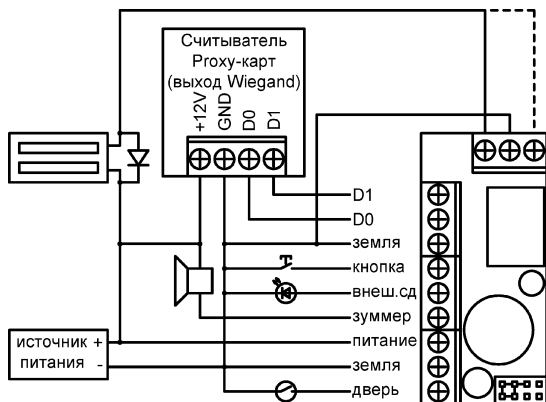 Считыватель
Proxy-карт
(выход Wiegand)
+12V
GND
D0
D1
D1
D0
земля
кнопка
внеш.сд
зуммер
источник +
питания -
питание
земля
дверь